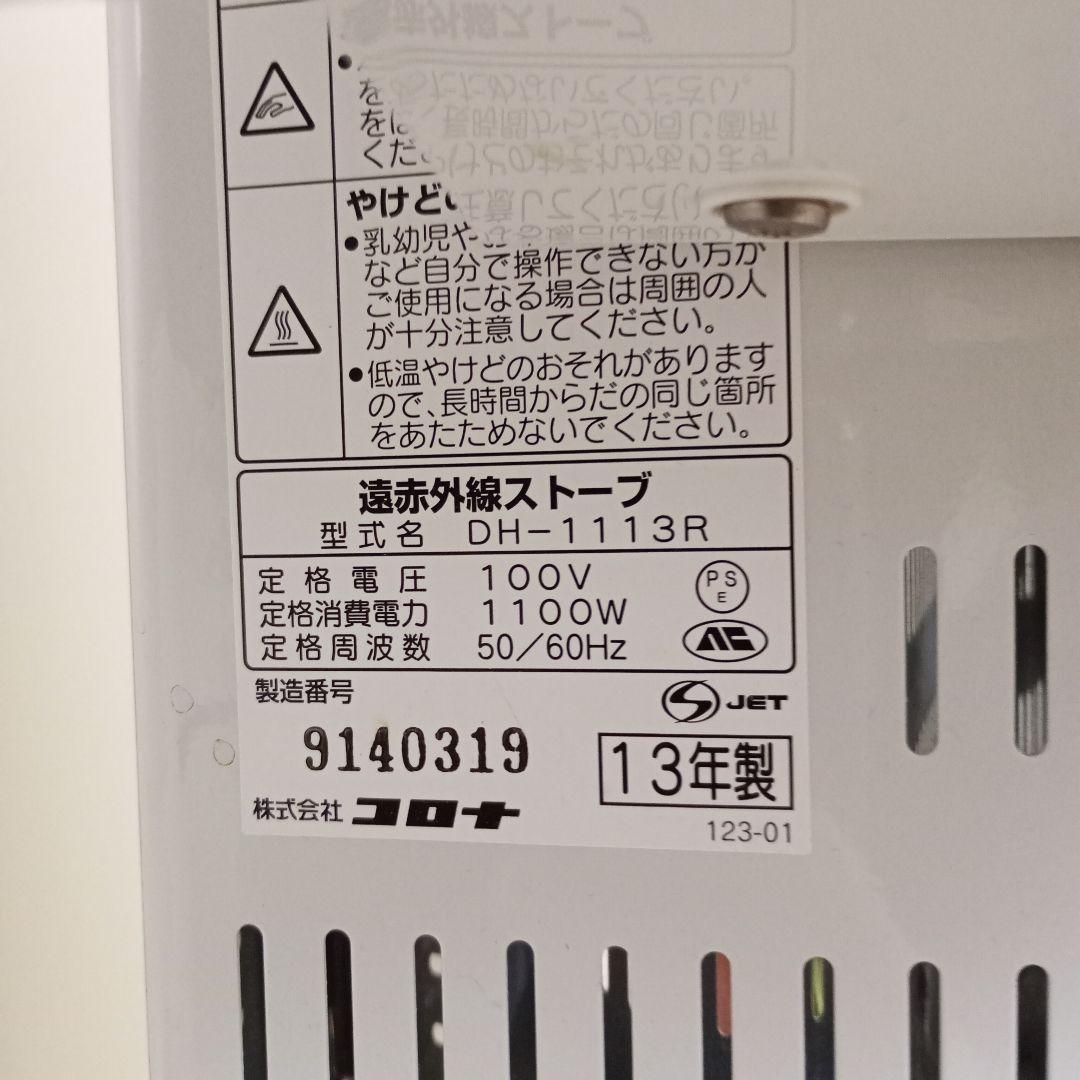 やけど
●乳幼児や
など自分で操作できない方が
ご使用になる場合は周囲の人
が十分注意してください。
●低温やけどのおそれがあります
ので、長時間からだの同じ箇所
をあたためないでください。
遠赤外線ストーブ
型式名 DH-1113R
定格電圧 100V
定格消費電力 1100W
定格周波数 50/60Hz
PS
E
製造番号
JET
9140319
13年製
株式会社 コロナ
123-01